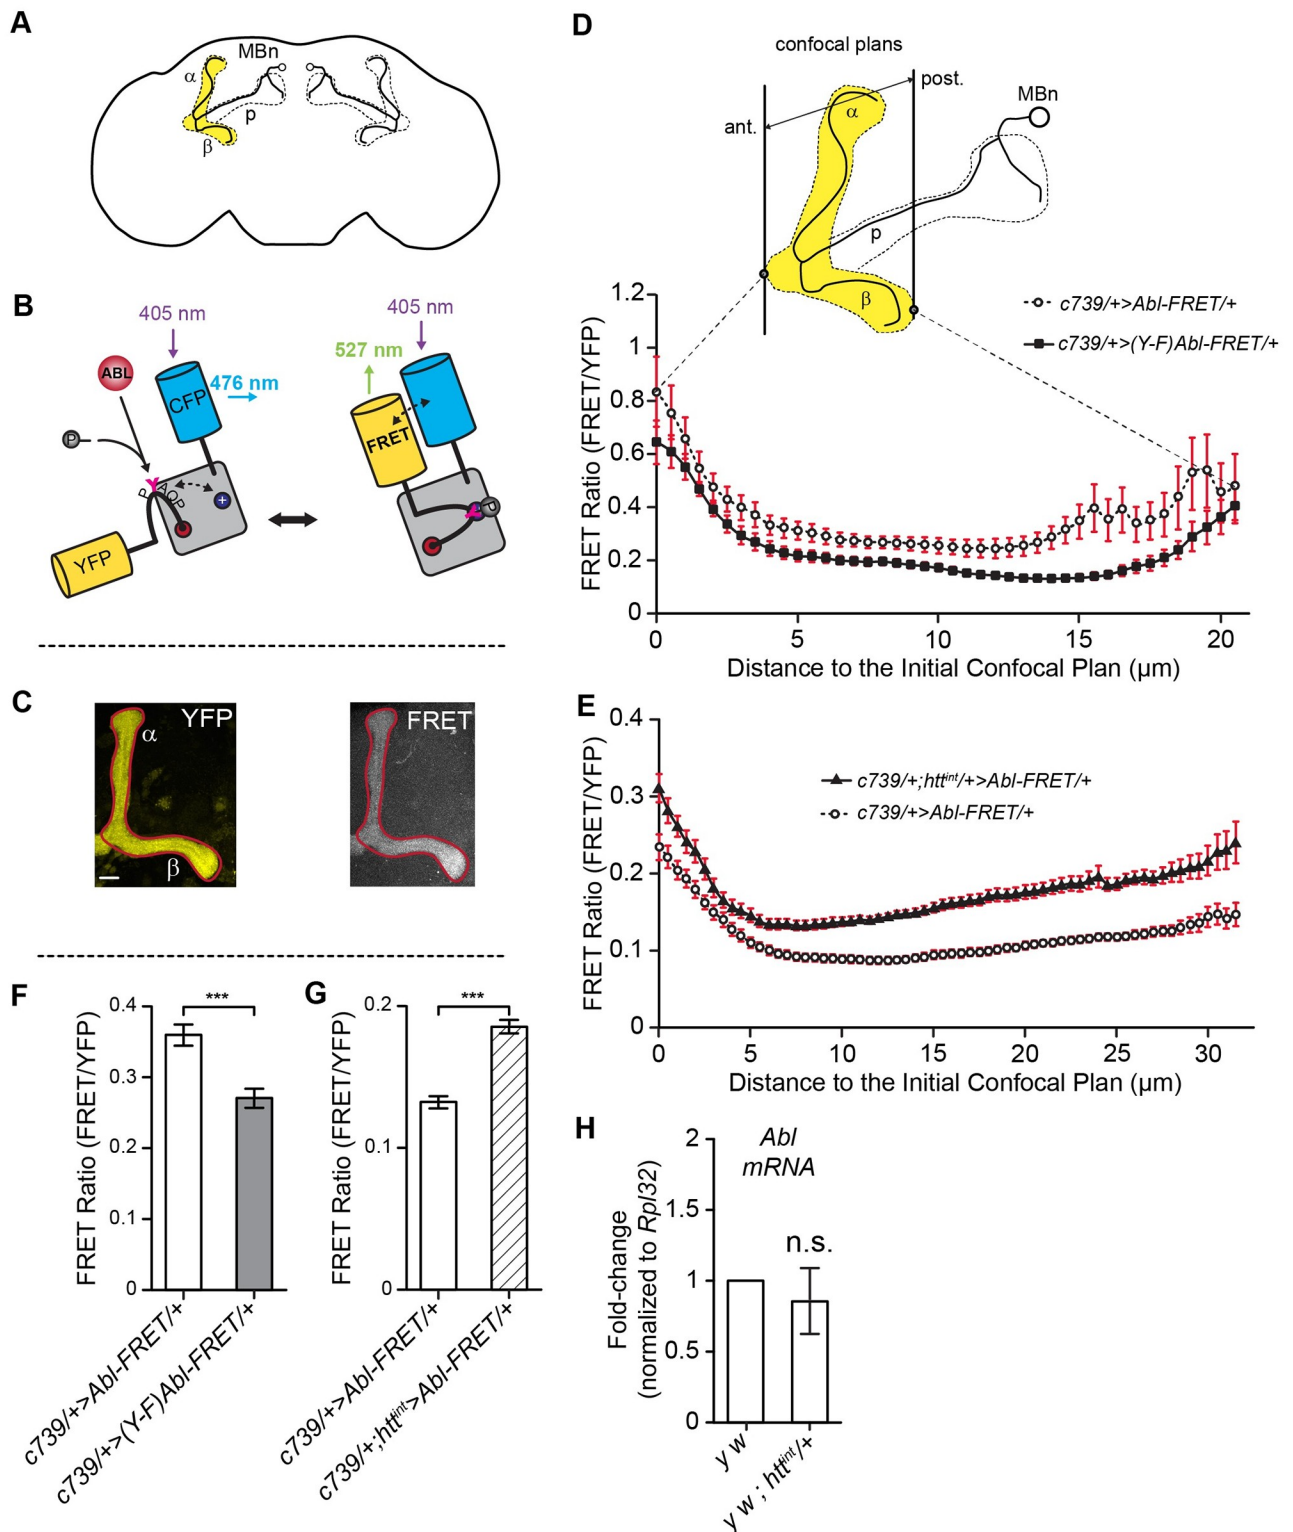 A
MBn
α
p
β
B
405 nm
405 nm
527 nm
ABL
476 nm
CFP
FRET
P
Y
P
AQP
+
P
YFP
C
YFP
α
β
FRET
D
confocal plans
post.
ant.
MBn
α
p
β
c739/+>Abl-FRET/+
c739/+>(Y-F)Abl-FRET/+
FRET Ratio (FRET/YFP)
1.2
1
0.8
0.6
0.4
0.2
0
0 5 10 15 20
Distance to the Initial Confocal Plan (µm)
E
FRET Ratio (FRET/YFP)
0.4
0.3
0.2
0.1
0
c739/+;httⁱⁿᵗ/+>Abl-FRET/+
c739/+>Abl-FRET/+
0 5 10 15 20 25 30
Distance to the Initial Confocal Plan (µm)
F
FRET Ratio (FRET/YFP)
0.4
0.3
0.2
0.1
0
***
c739/+>Abl-FRET/+
c739/+>(Y-F)Abl-FRET/+
G
FRET Ratio (FRET/YFP)
0.2
0.1
0
***
c739/+>Abl-FRET/+
c739/+;httⁱⁿᵗ>Abl-FRET/+
H
Abl
mRNA
Fold-change
(normalized to Rpl32)
2
1.5
1
0.5
0
n.s.
y w
y w ; httⁱⁿᵗ/+